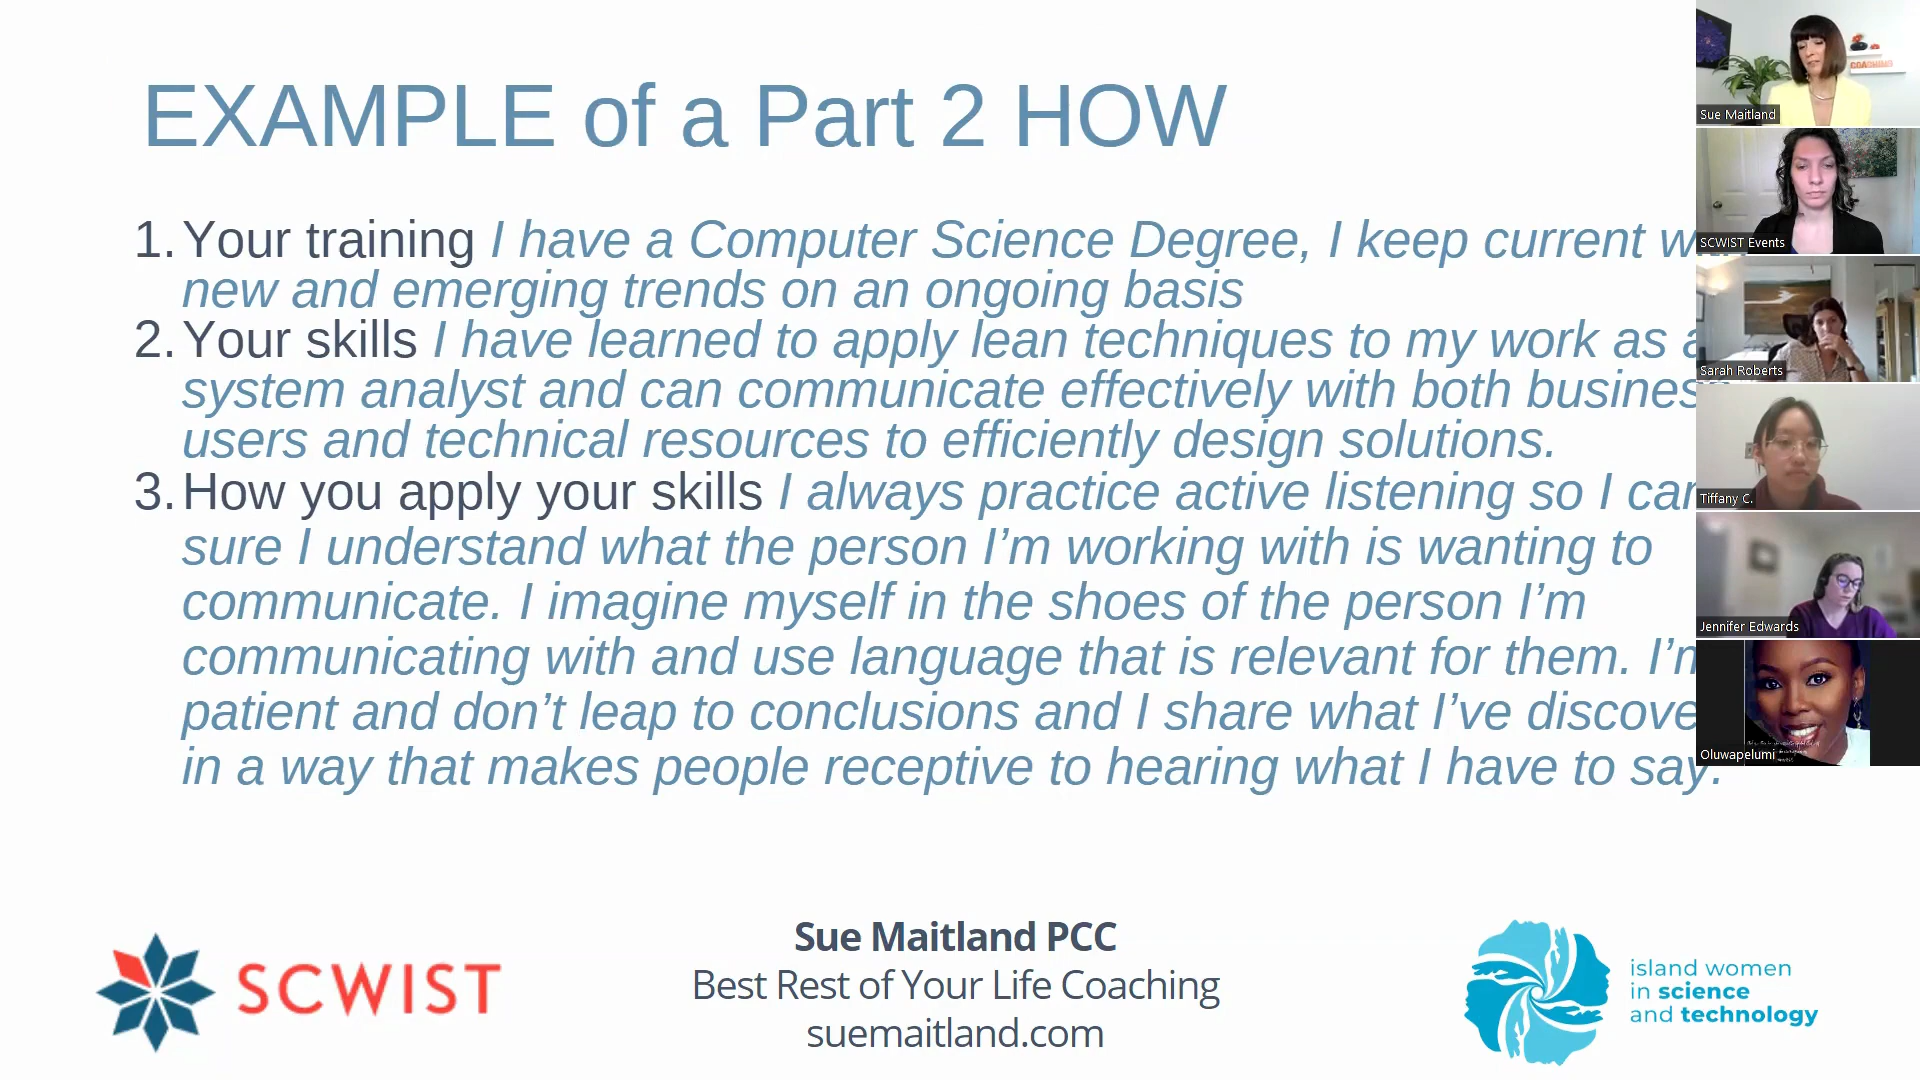 EXAMPLE of a Part 2 HOW
1. Your training I have a Computer Science Degree, I keep current
new and emerging trends on an ongoing basis
2. Your skills I have learned to apply lean techniques to my work as
system analyst and can communicate effectively with both busines
users and technical resources to efficiently design solutions.
3. How you apply your skills I always practice active listening so I can
sure I understand what the person I’m working with is wanting to
communicate. I imagine myself in the shoes of the person I’m
communicating with and use language that is relevant for them. I’m
patient and don’t leap to conclusions and I share what I’ve discove
in a way that makes people receptive to hearing what I have to say.
SCWIST
Sue Maitland PCC
Best Rest of Your Life Coaching
suemaitland.com
island women
in science
and technology
COACHING
Sue Maitland
SCWIST Events
Sarah Roberts
Tiffany C.
Jennifer Edwards
Oluwapelumi